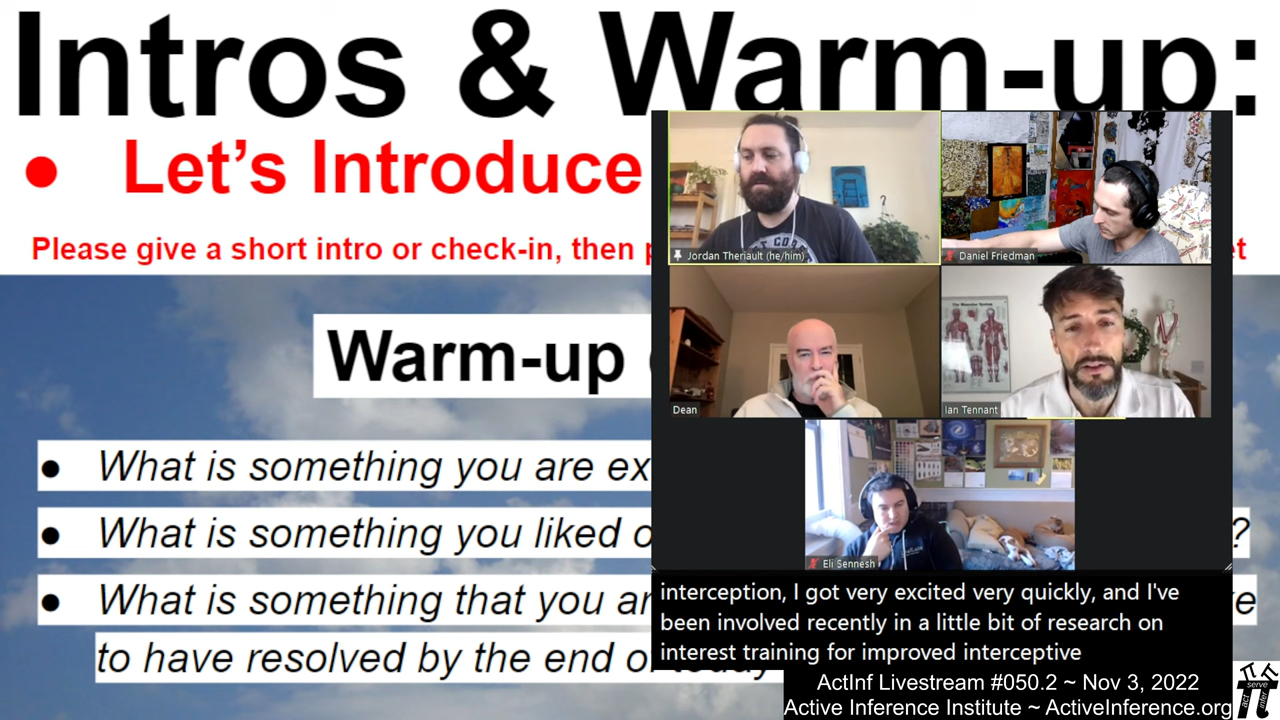 Intros & Warm-up:
● Let's Introduce
Please give a short intro or check-in, then
et
Warm-up
● What is something you are ex
● What is something you liked o
?
● What is something that you ar
e
to have resolved by the end of today
Jordan Theriault (he/him)
Daniel Friedman
Dean
Ian Tennant
Eli Sennesh
interception, I got very excited very quickly, and I've
been involved recently in a little bit of research on
interest training for improved interceptive
ActInf Livestream #050.2 ~ Nov 3, 2022
Active Inference Institute ~ ActiveInference.org
serve